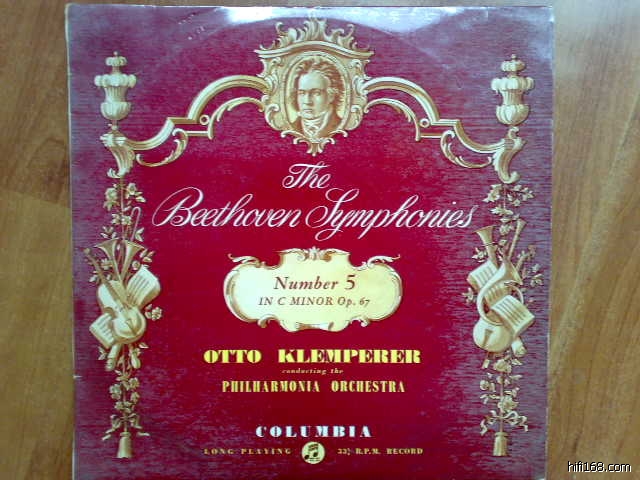 The
Beethoven Symphonies
Number 5
IN C MINOR Op. 67
OTTO KLEMPERER
conducting the
PHILHARMONIA ORCHESTRA
COLUMBIA
LONG PLAYING 33⅓ R.P.M. RECORD
hifi168.com